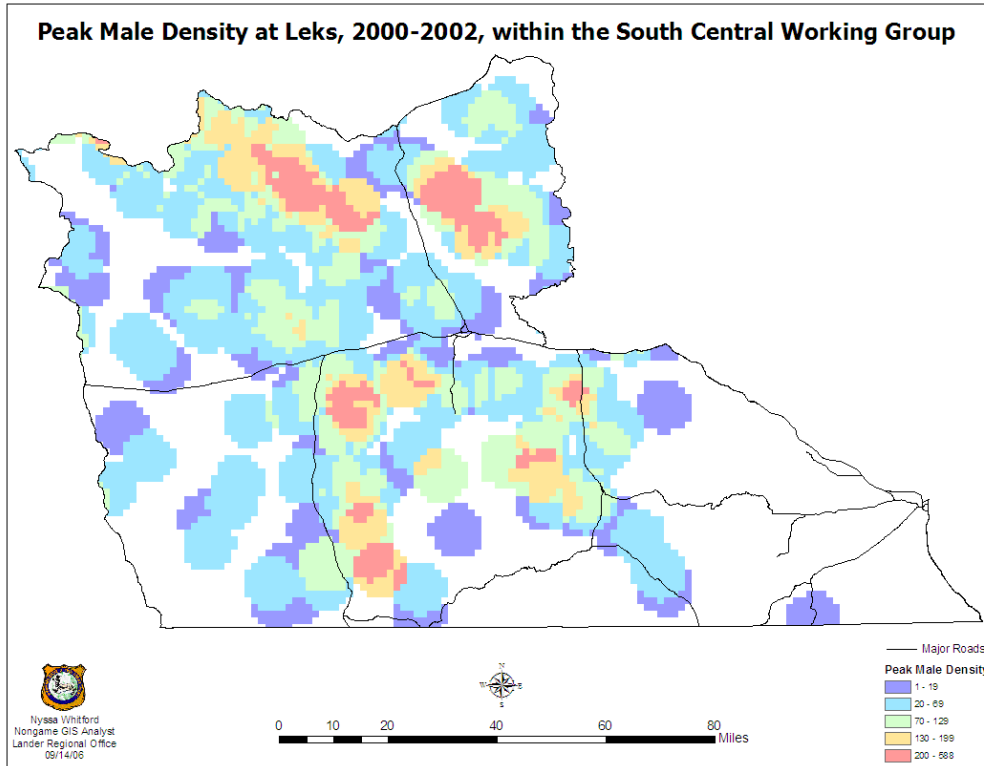 Peak Male Density at Leks, 2000-2002, within the South Central Working Group
Major Roads
Peak Male Density
1 - 19
20 - 69
70 - 129
130 - 199
200 - 588
N
W
E
S
Nyssa Whitford
Nongame GIS Analyst
Lander Regional Office
09/14/06
0 10 20 40 60 80
Miles